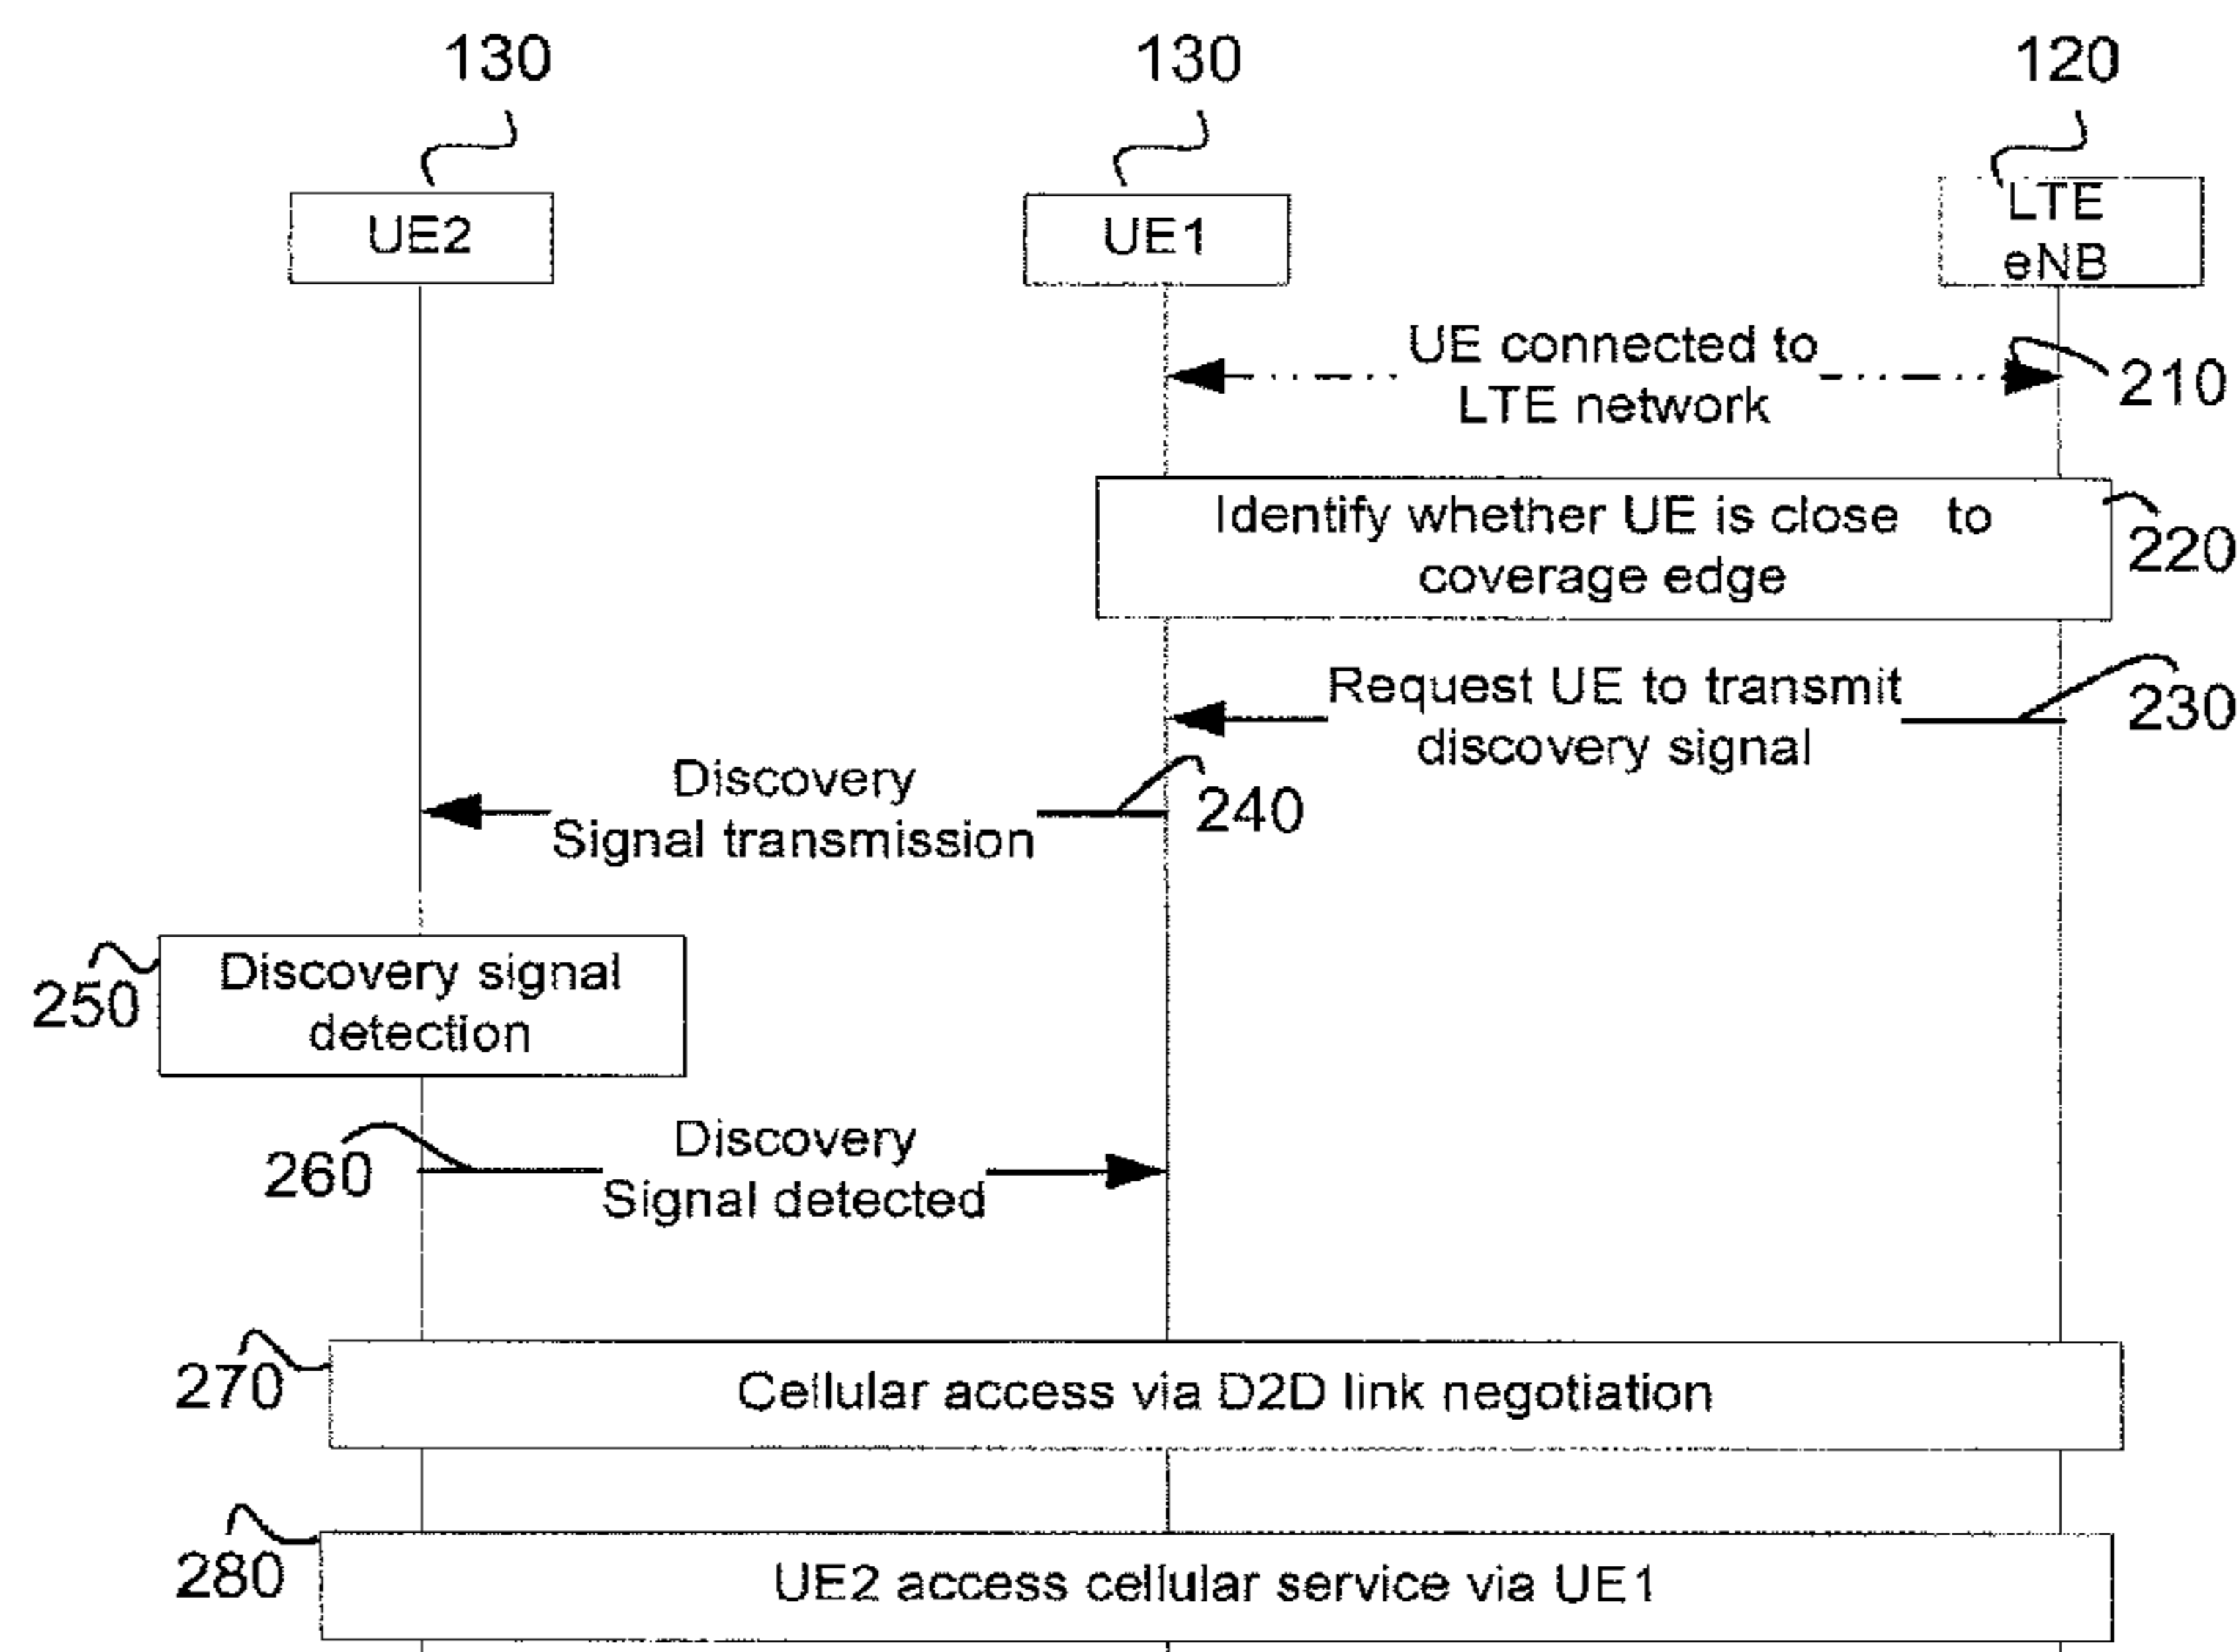 130
130
120
UE2
UE1
LTE
eNB
UE connected to
LTE network
210
Identify whether UE is close to
coverage edge
220
Request UE to transmit
discovery signal
230
Discovery
Signal transmission
240
Discovery signal
detection
250
Discovery
Signal detected
260
270
Cellular access via D2D link negotiation
280
UE2 access cellular service via UE1